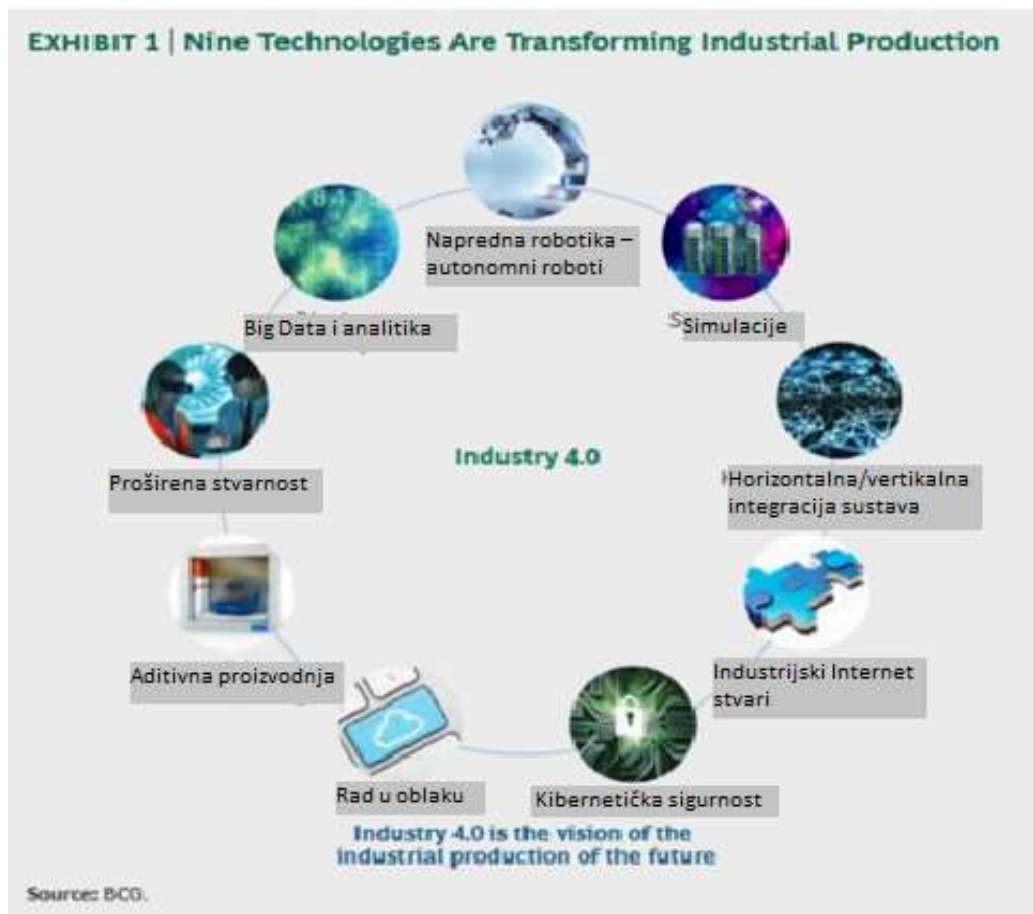 EXHIBIT 1 | Nine Technologies Are Transforming Industrial Production
Napredna robotika –
autonomni roboti
Big Data i analitika
Simulacije
Proširena stvarnost
Industry 4.0
Horizontalna/vertikalna
integracija sustava
Aditivna proizvodnja
Industrijski Internet
stvari
Rad u oblaku
Kibernetička sigurnost
Industry 4.0 is the vision of the
industrial production of the future
Source: BCG.